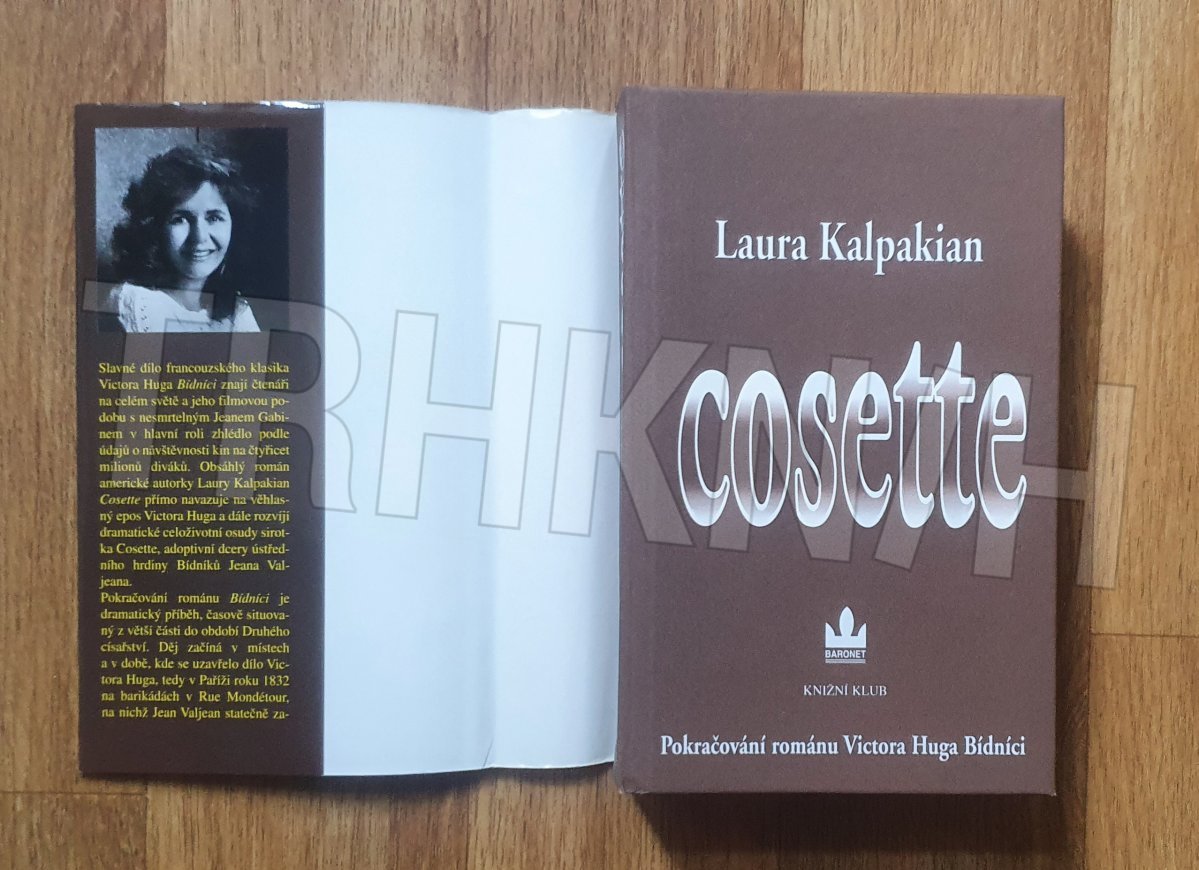 Slavné dílo francouzského klasika
Victora Huga Bídníci znají čtenáři
na celém světě a jeho filmovou po-
dobu s nesmrtelným Jeanem Gabi-
nem v hlavní roli zhlédlo podle
údajů o návštěvnosti kin na čtyřicet
milionů diváků. Obsáhlý román
americké autorky Laury Kalpakian
Cosette přímo navazuje na věhlas-
ný epos Victora Huga a dále rozvíjí
dramatické celoživotní osudy sirot-
ka Cosette, adoptivní dcery ústřed-
ního hrdiny Bídníků Jeana Val-
jeana.
Pokračování románu Bídníci je
dramatický příběh, časově situova-
ný z větší části do období Druhého
císařství. Děj začíná v místech
a v době, kde se uzavřelo dílo Vic-
tora Huga, tedy v Paříži roku 1832
na barikádách v Rue Mondétour,
na nichž Jean Valjean statečně za-
Laura Kalpakian
cosette
BARONET
KNIŽNÍ KLUB
Pokračování románu Victora Huga Bídníci
TRHKNIH